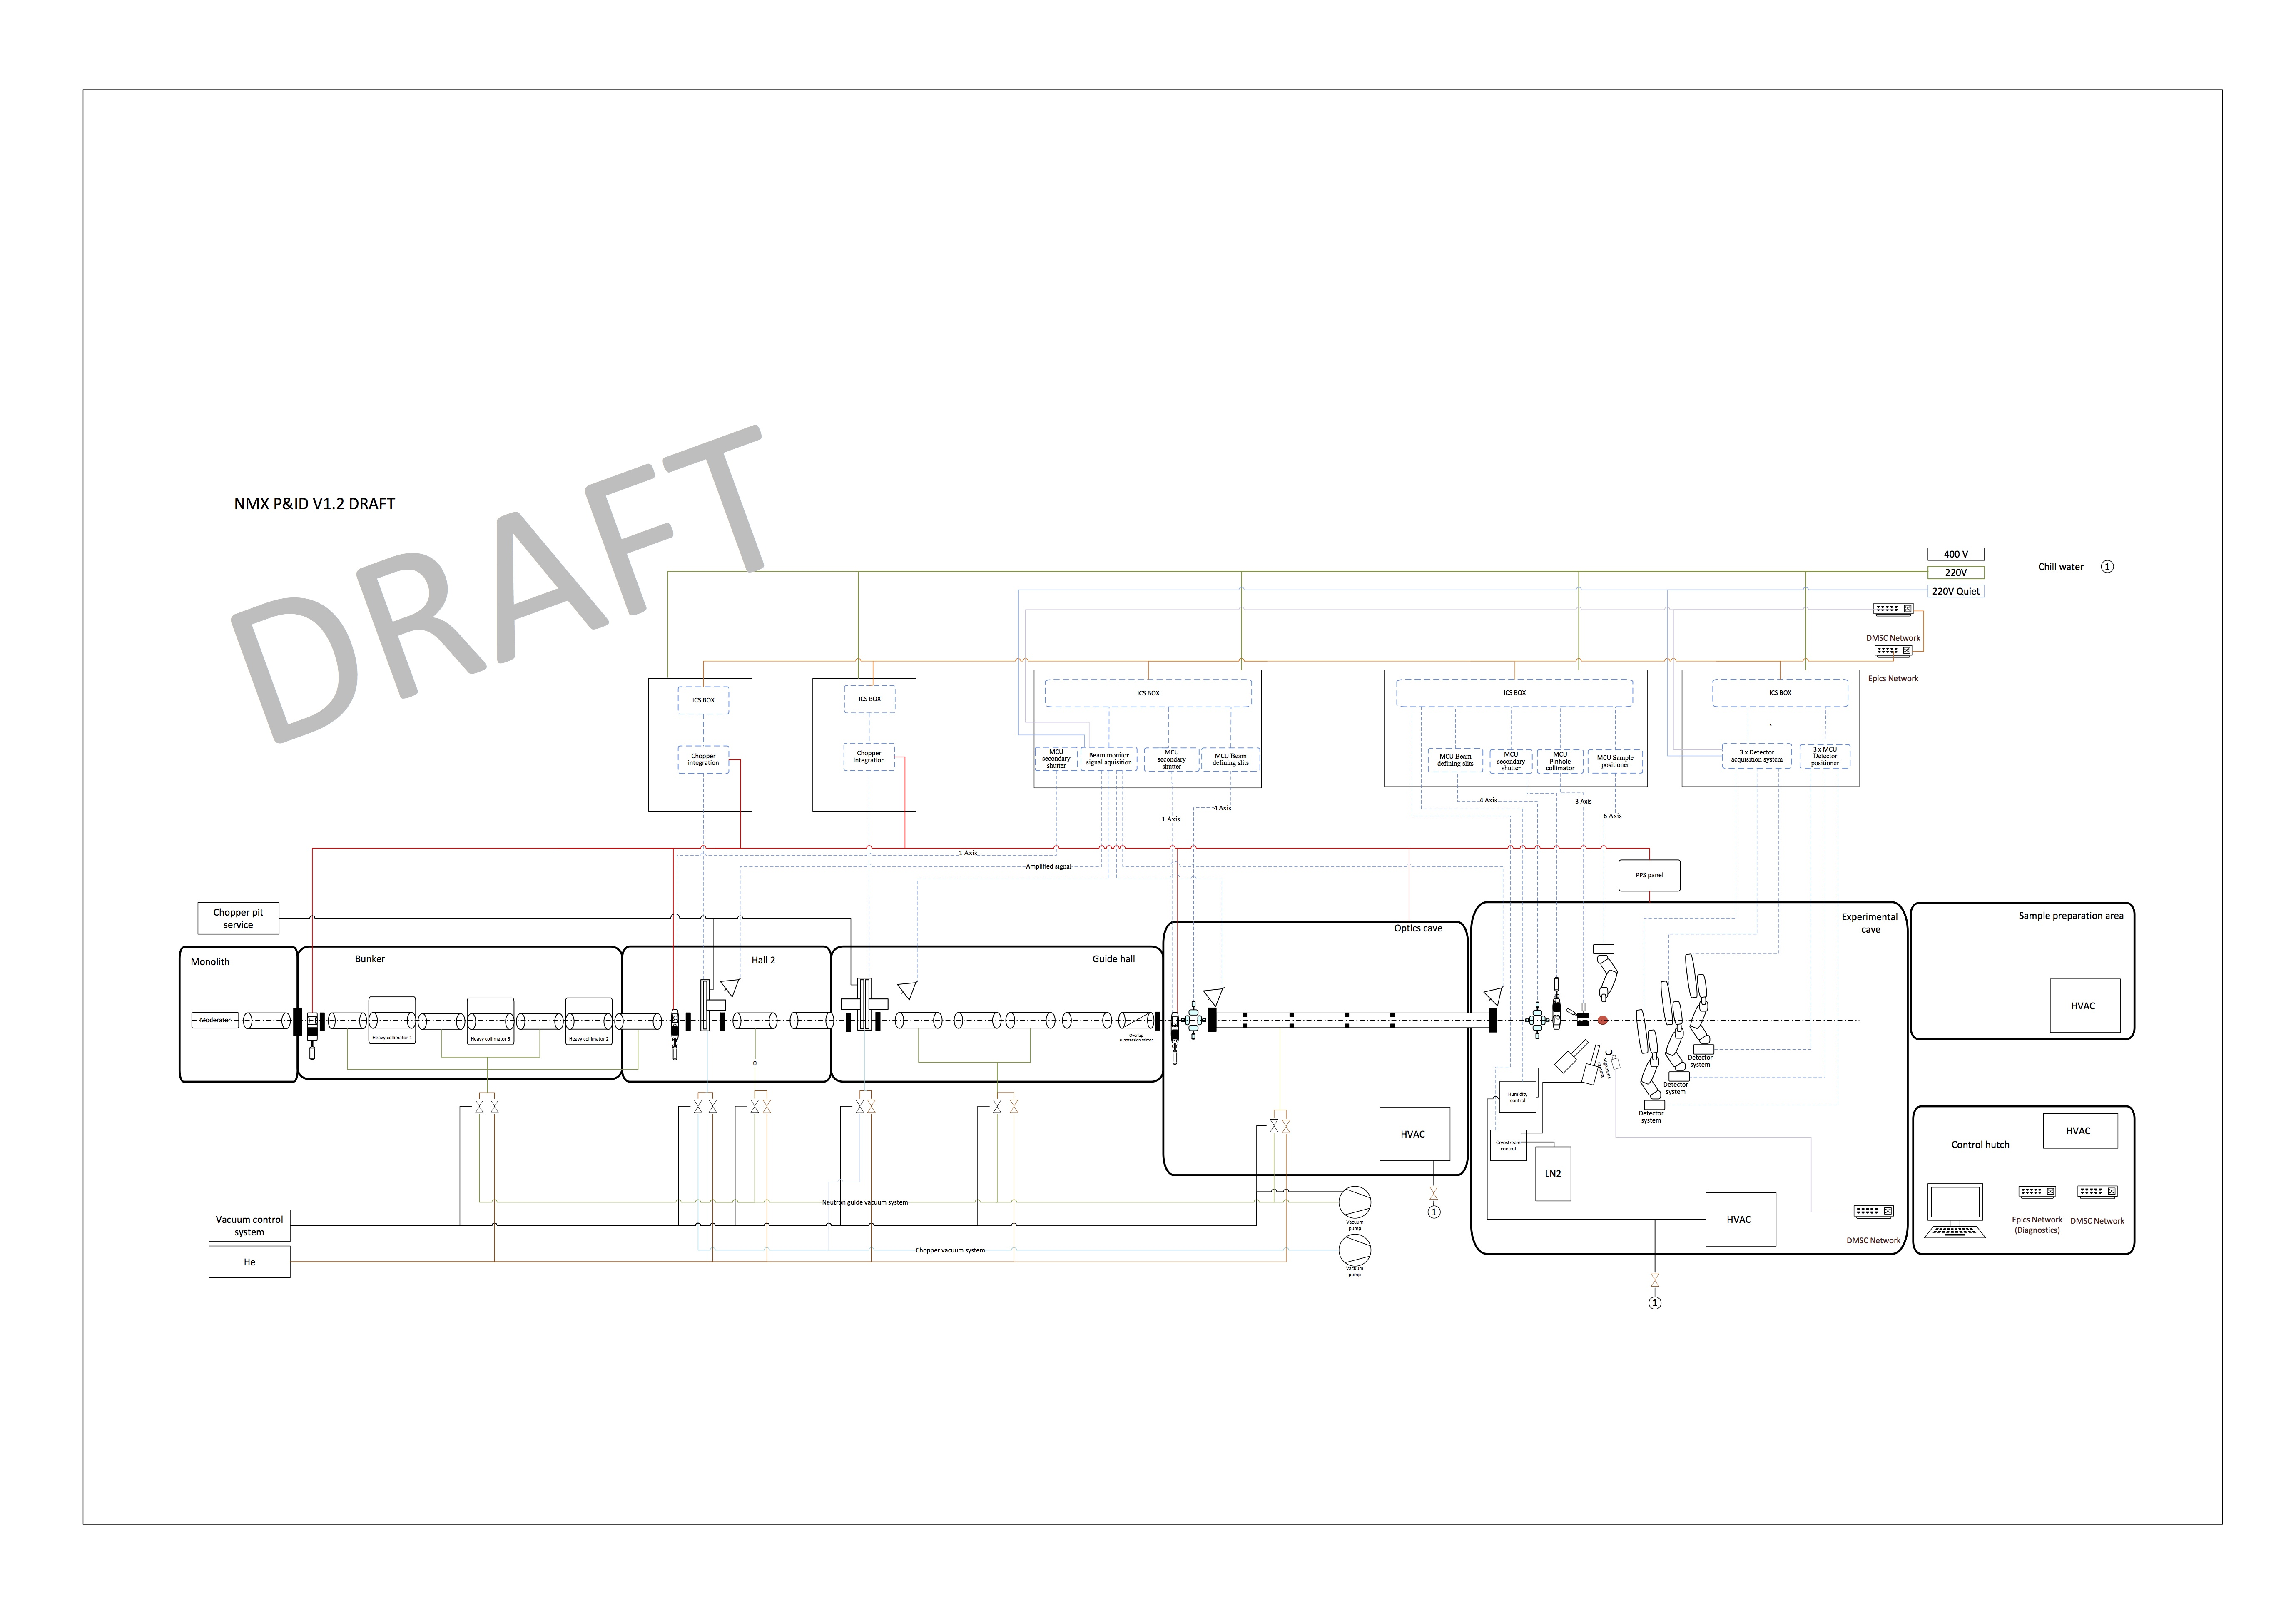 DRAFT
NMX P&ID V1.2 DRAFT
400 V
220V
220V Quiet
Chill water 1
DMSC Network
Epics Network
ICS BOX
Chopper
integration
ICS BOX
Chopper
integration
ICS BOX
MCU
secondary
shutter
Beam monitor
signal aquisition
MCU
secondary
shutter
MCU Beam
defining slits
ICS BOX
MCU Beam
defining slits
MCU
secondary
shutter
MCU
Pinhole
collimator
MCU Sample
positioner
ICS BOX
3 x Detector
acquisition system
3 x MCU
Detector
positioner
4 Axis
1 Axis
4 Axis
3 Axis
6 Axis
1 Axis
Amplified signal
PPS panel
Chopper pit
service
Monolith
Bunker
Hall 2
Guide hall
Optics cave
Experimental
cave
Sample preparation area
HVAC
Moderator
Heavy collimator 1
Heavy collimator 3
Heavy collimator 2
Overlap
suppression mirror
0
Alignment
camera
Detector
system
Detector
system
Detector
system
Humidity
control
Cryostream
control
LN2
HVAC
1
HVAC
DMSC Network
1
Control hutch
HVAC
Epics Network
(Diagnostics)
DMSC Network
Neutron guide vacuum system
Vacuum
pump
Vacuum control
system
Chopper vacuum system
Vacuum
pump
He